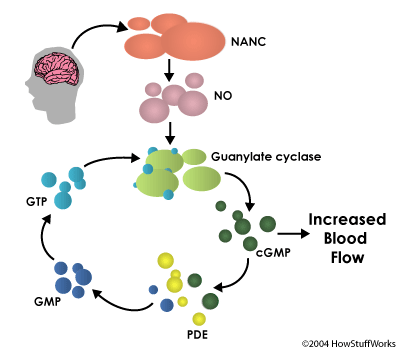 NANC
NO
Guanylate cyclase
GTP
cGMP
Increased
Blood
Flow
GMP
PDE
©2004 HowStuffWorks